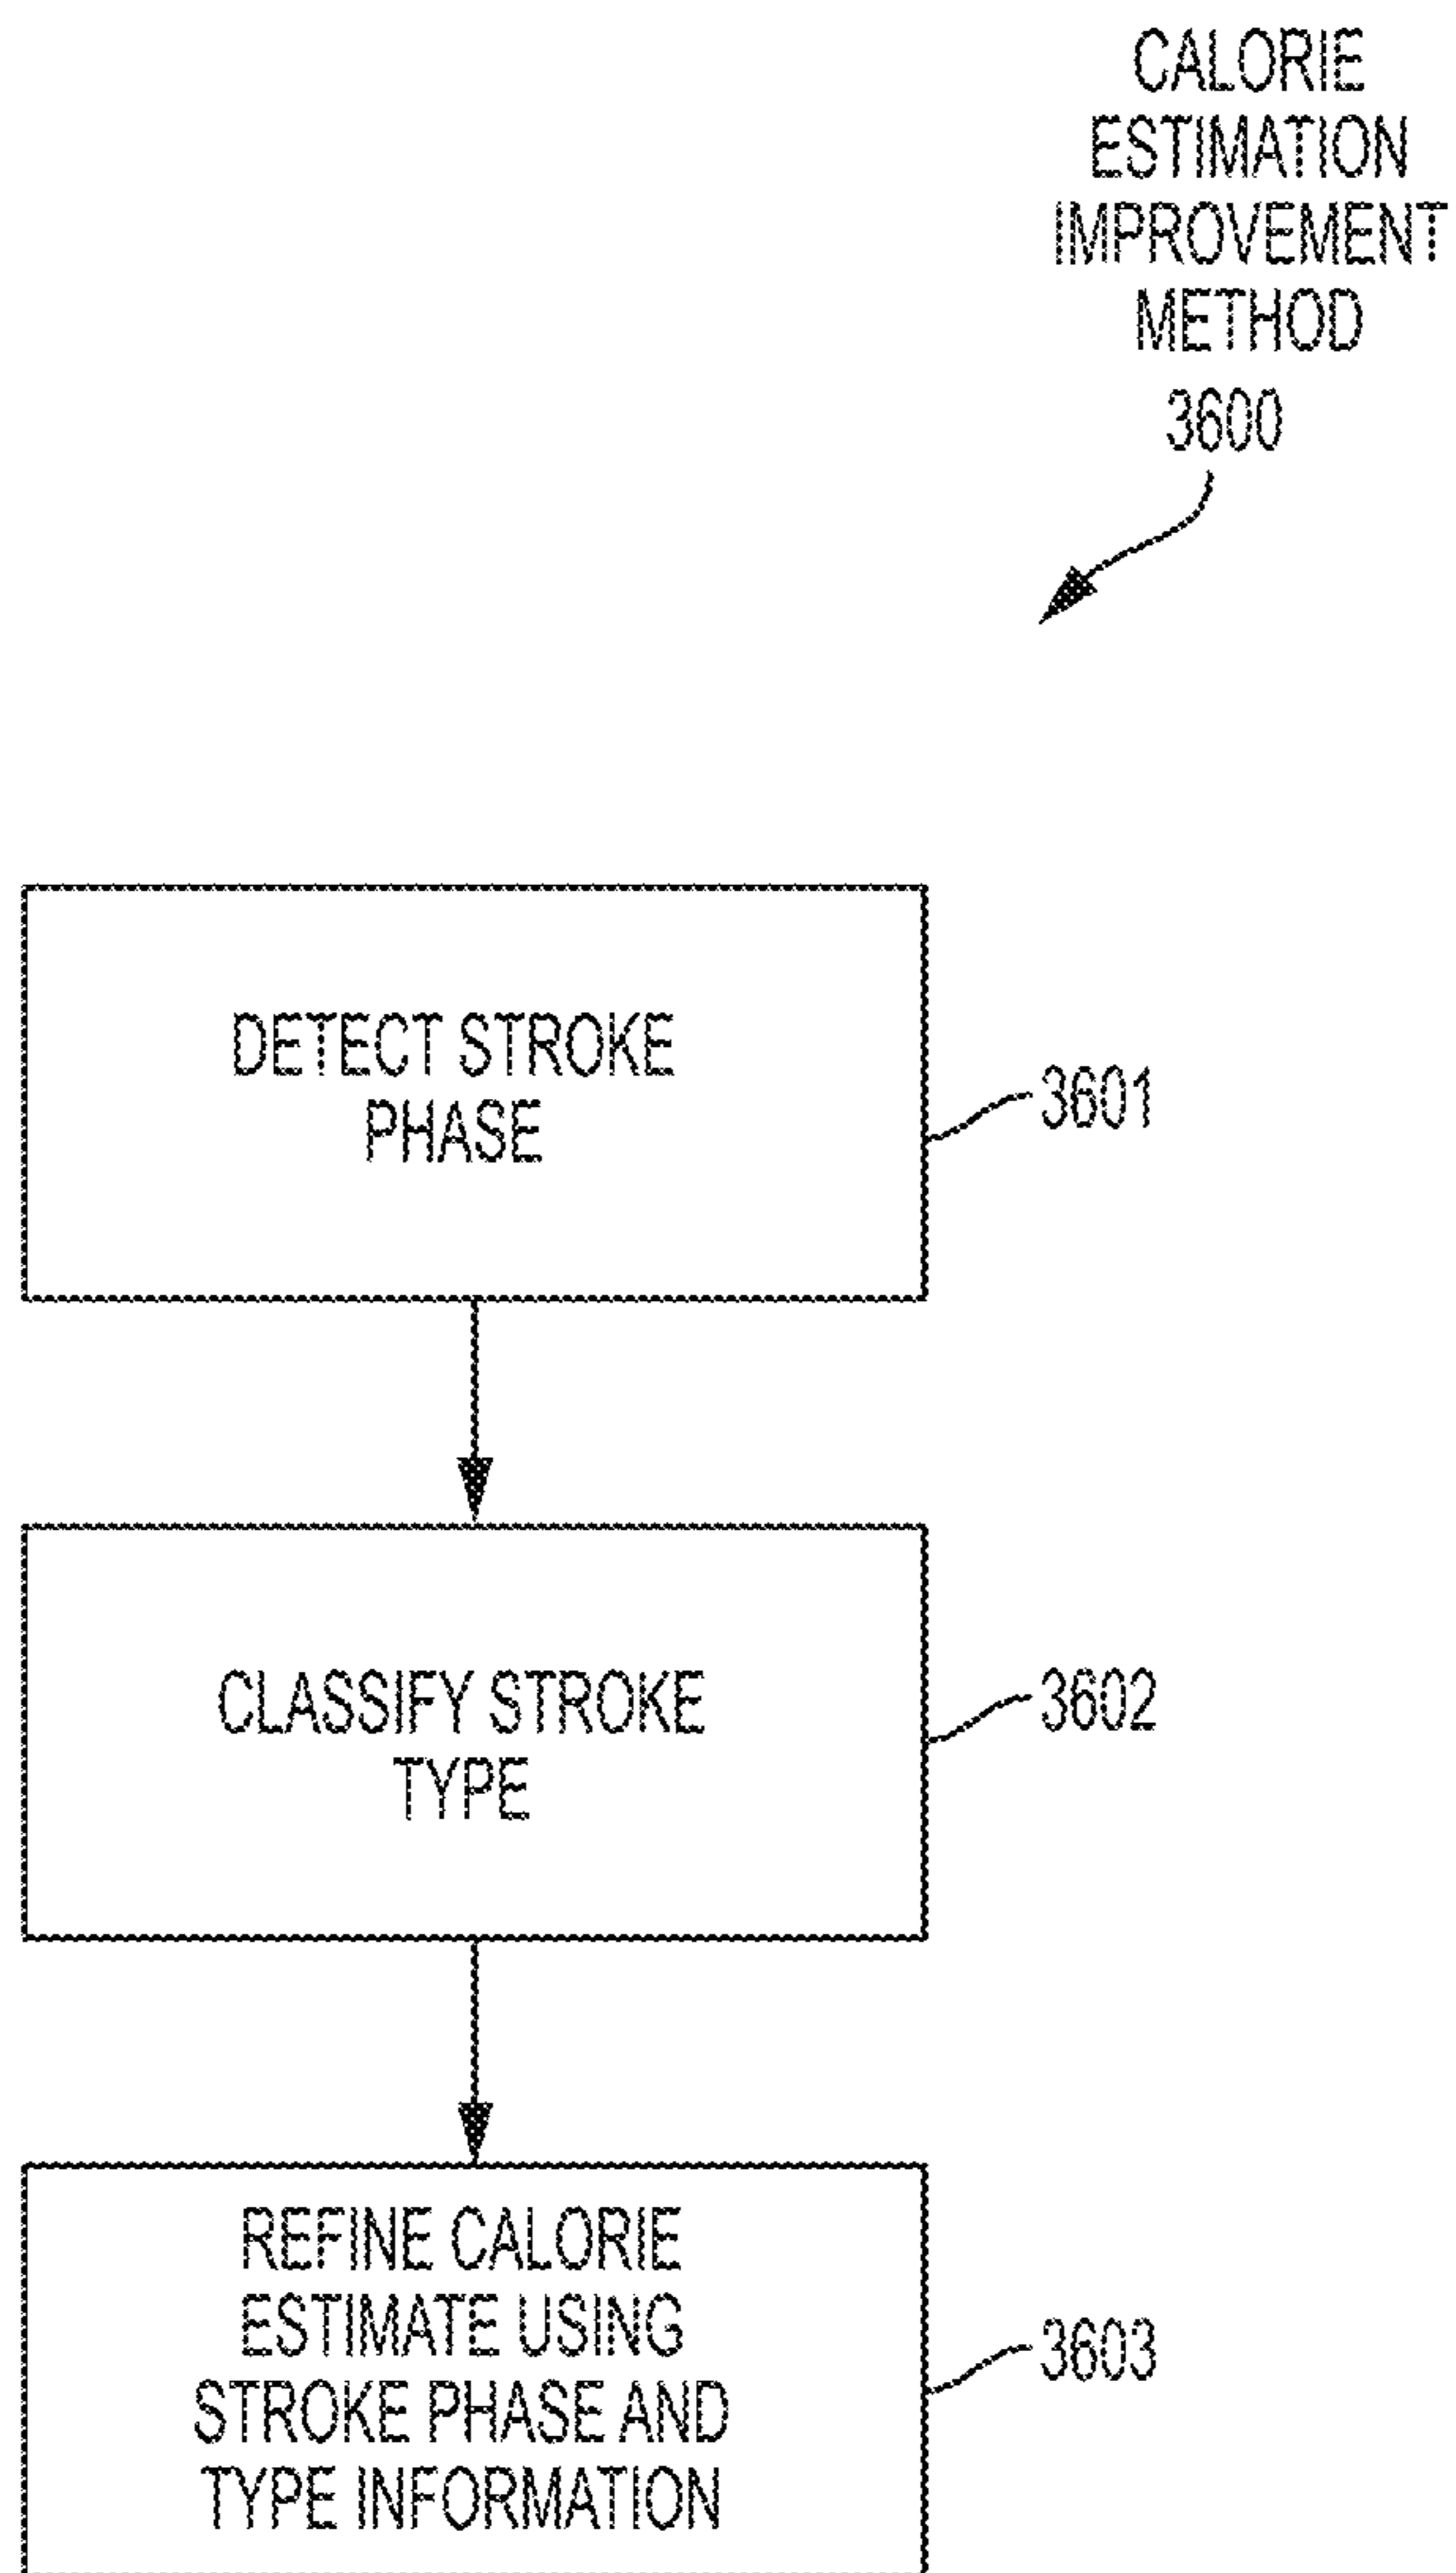 CALORIE
ESTIMATION
IMPROVEMENT
METHOD
3600
DETECT STROKE
PHASE
3601
CLASSIFY STROKE
TYPE
3602
REFINE CALORIE
ESTIMATE USING
STROKE PHASE AND
TYPE INFORMATION
3603